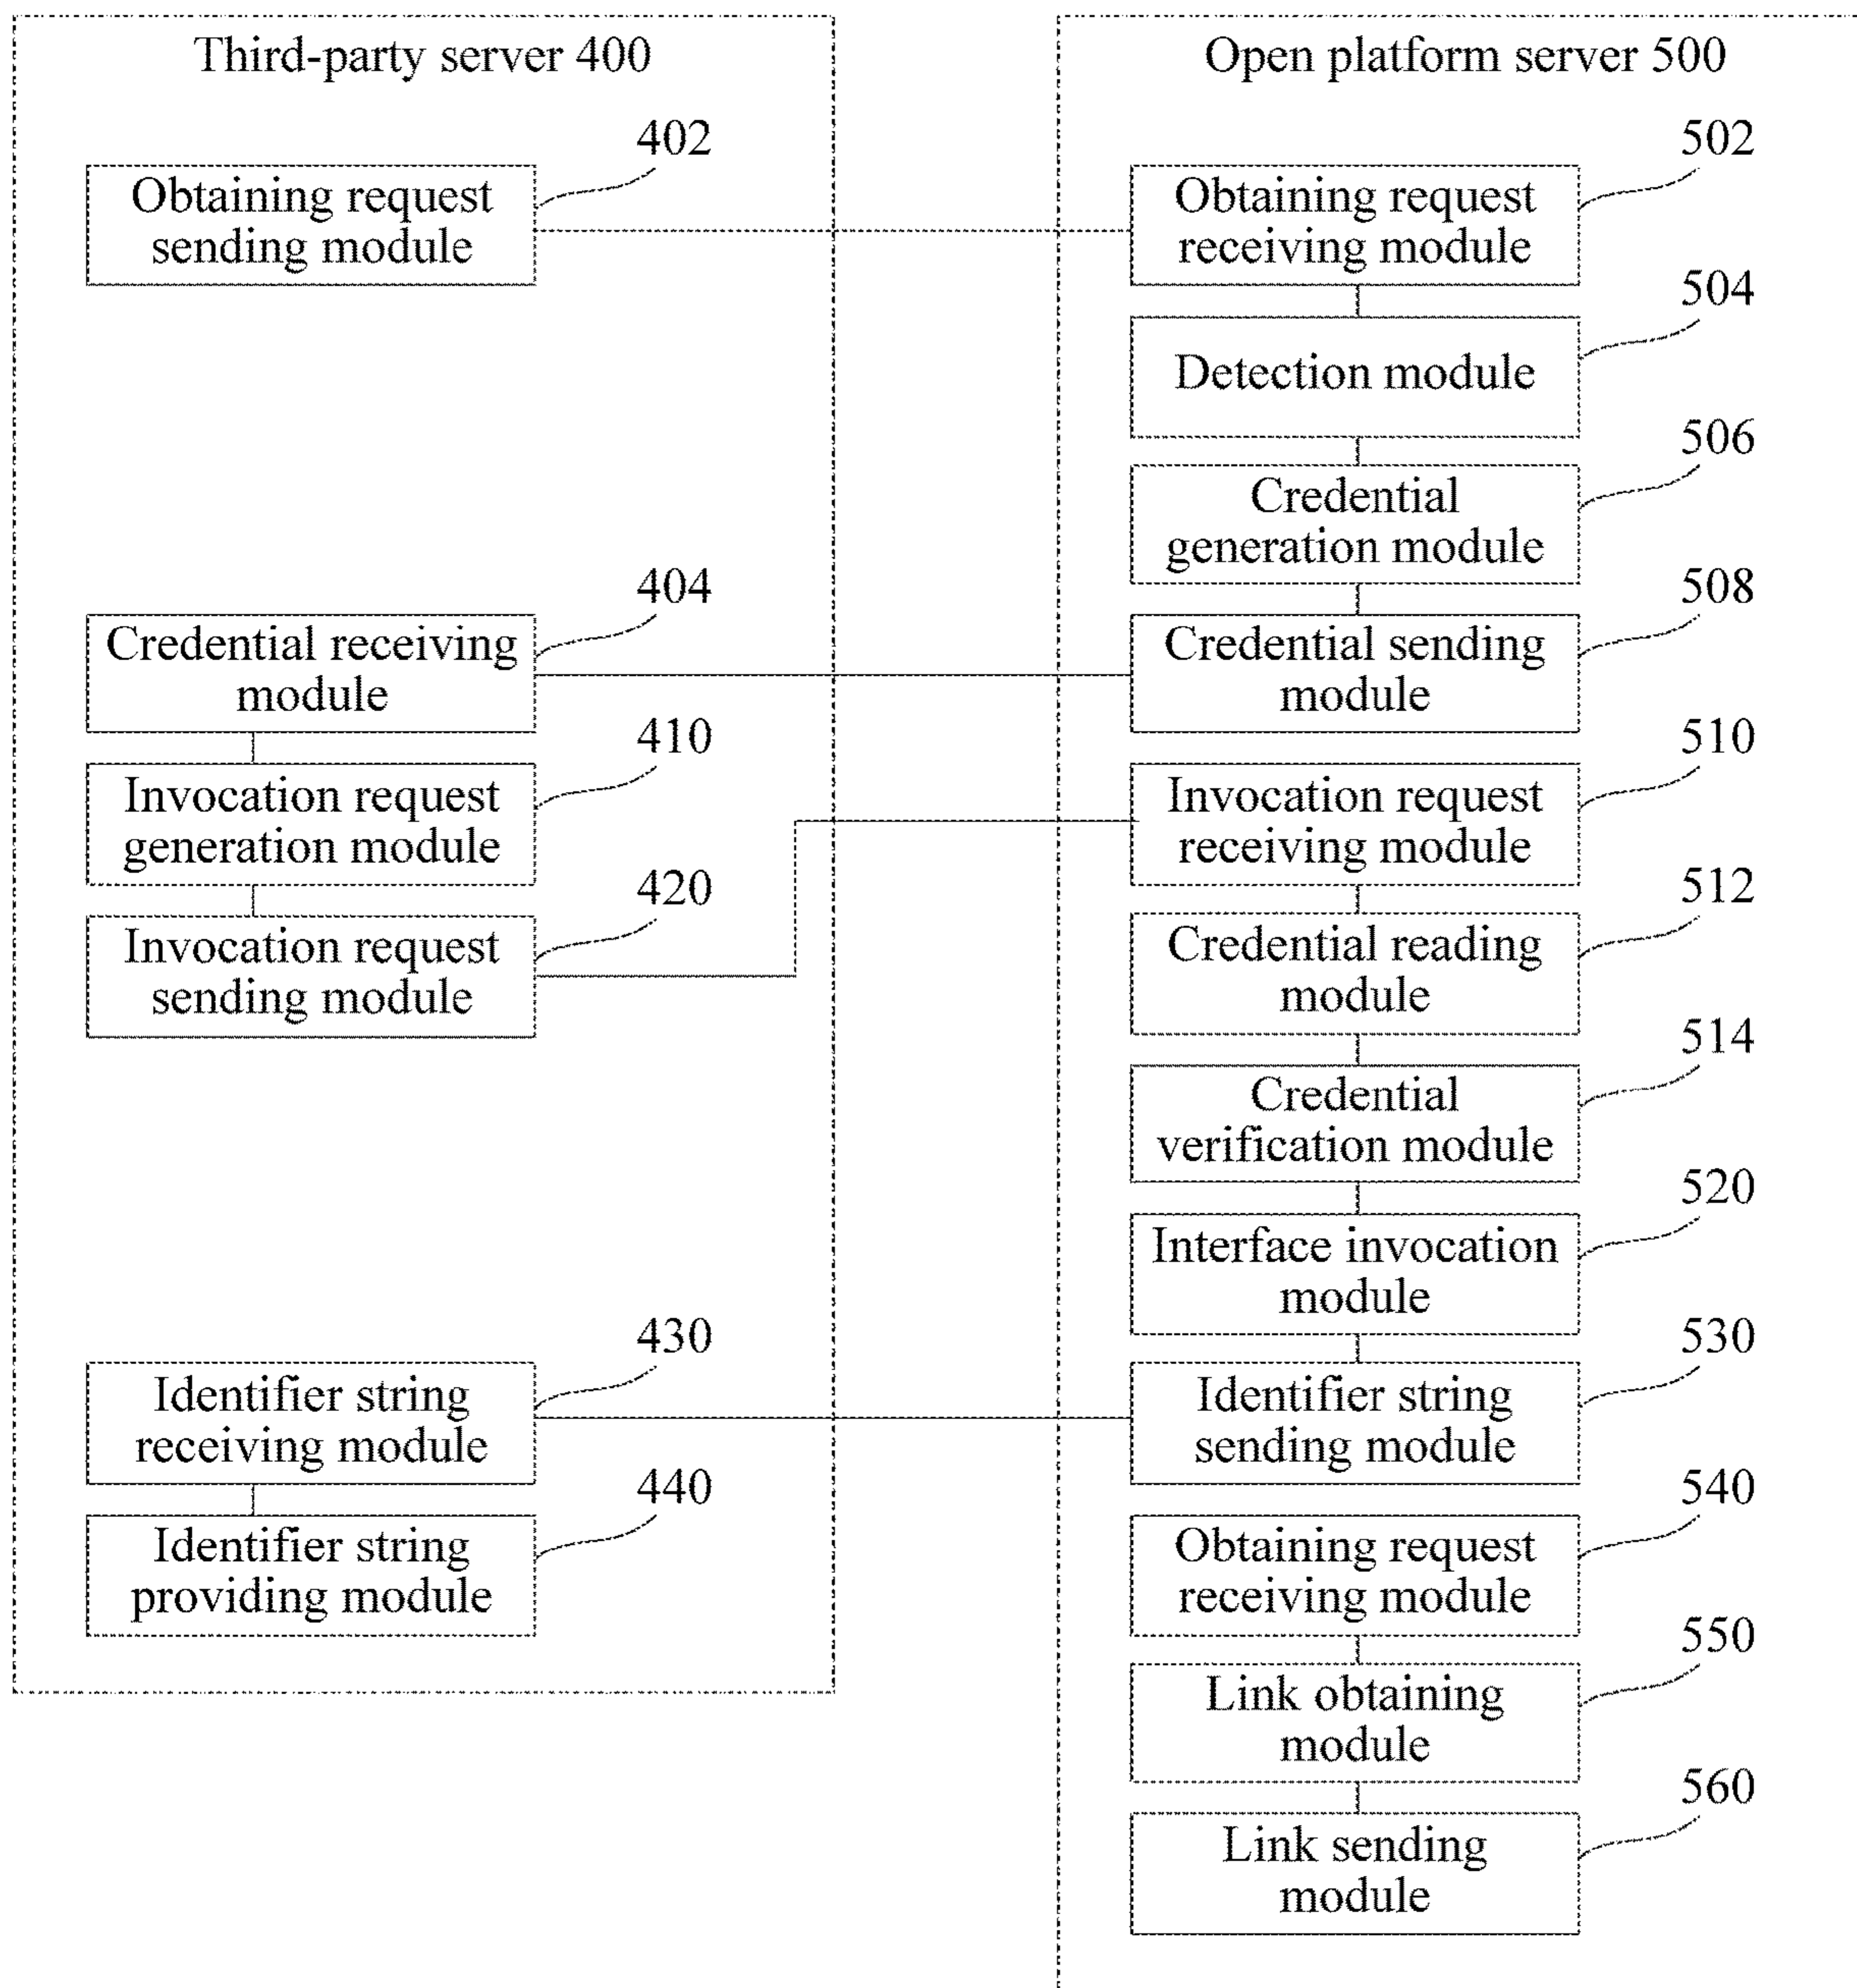 Third-party server 400
402
Obtaining request
sending module
404
Credential receiving
module
410
Invocation request
generation module
420
Invocation request
sending module
430
Identifier string
receiving module
440
Identifier string
providing module
Open platform server 500
502
Obtaining request
receiving module
504
Detection module
506
Credential
generation module
508
Credential sending
module
510
Invocation request
receiving module
512
Credential reading
module
514
Credential
verification module
520
Interface invocation
module
530
Identifier string
sending module
540
Obtaining request
receiving module
550
Link obtaining
module
560
Link sending
module